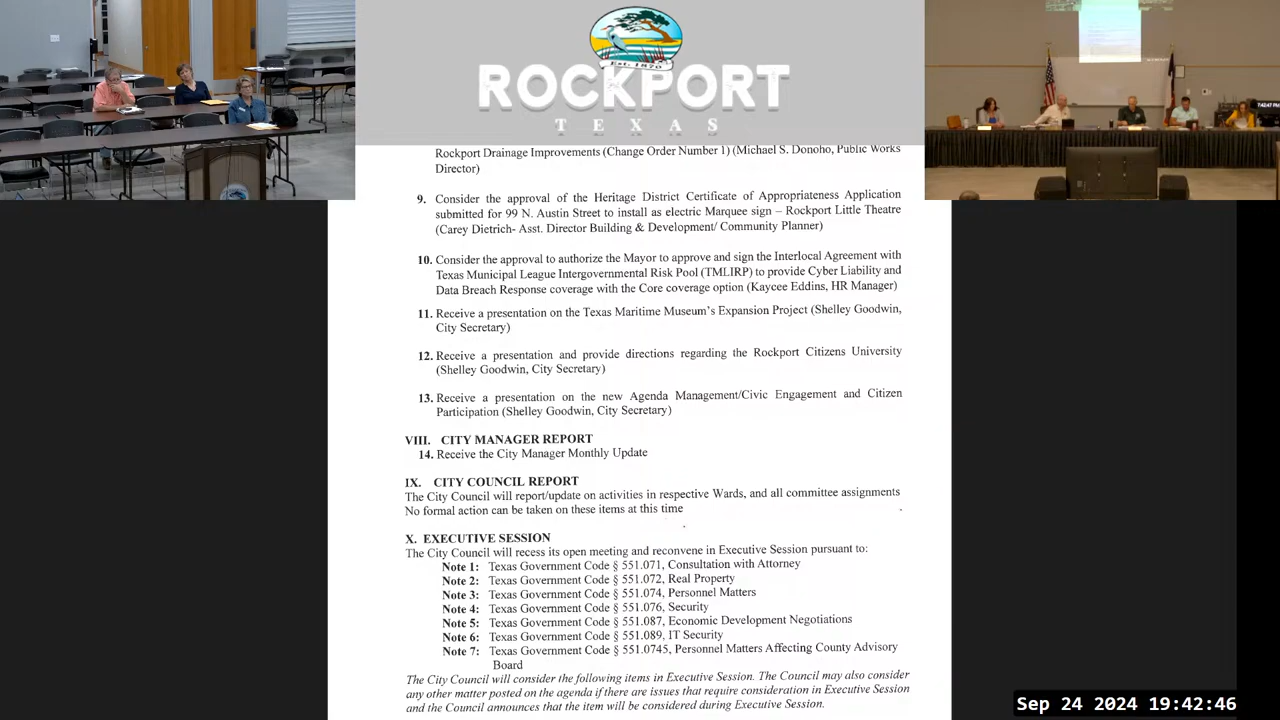 Est. 1870
ROCKPORT
TEXAS
Rockport Drainage Improvements (Change Order Number 1) (Michael S. Donoho, Public Works
Director)
9. Consider the approval of the Heritage District Certificate of Appropriateness Application
submitted for 99 N. Austin Street to install as electric Marquee sign – Rockport Little Theatre
(Carey Dietrich- Asst. Director Building & Development/ Community Planner)
10. Consider the approval to authorize the Mayor to approve and sign the Interlocal Agreement with
Texas Municipal League Intergovernmental Risk Pool (TMLIRP) to provide Cyber Liability and
Data Breach Response coverage with the Core coverage option (Kaycee Eddins, HR Manager)
11. Receive a presentation on the Texas Maritime Museum's Expansion Project (Shelley Goodwin,
City Secretary)
12. Receive a presentation and provide directions regarding the Rockport Citizens University
(Shelley Goodwin, City Secretary)
13. Receive a presentation on the new Agenda Management/Civic Engagement and Citizen
Participation (Shelley Goodwin, City Secretary)
VIII. CITY MANAGER REPORT
14. Receive the City Manager Monthly Update
IX. CITY COUNCIL REPORT
The City Council will report/update on activities in respective Wards, and all committee assignments
No formal action can be taken on these items at this time
X. EXECUTIVE SESSION
The City Council will recess its open meeting and reconvene in Executive Session pursuant to:
Note 1: Texas Government Code § 551.071, Consultation with Attorney
Note 2: Texas Government Code § 551.072, Real Property
Note 3: Texas Government Code § 551.074, Personnel Matters
Note 4: Texas Government Code § 551.076, Security
Note 5: Texas Government Code § 551.087, Economic Development Negotiations
Note 6: Texas Government Code § 551.089, IT Security
Note 7: Texas Government Code § 551.0745, Personnel Matters Affecting County Advisory
Board
The City Council will consider the following items in Executive Session. The Council may also consider
any other matter posted on the agenda if there are issues that require consideration in Executive Session
and the Council announces that the item will be considered during Executive Session.
Sep 24 2024 19:42:46